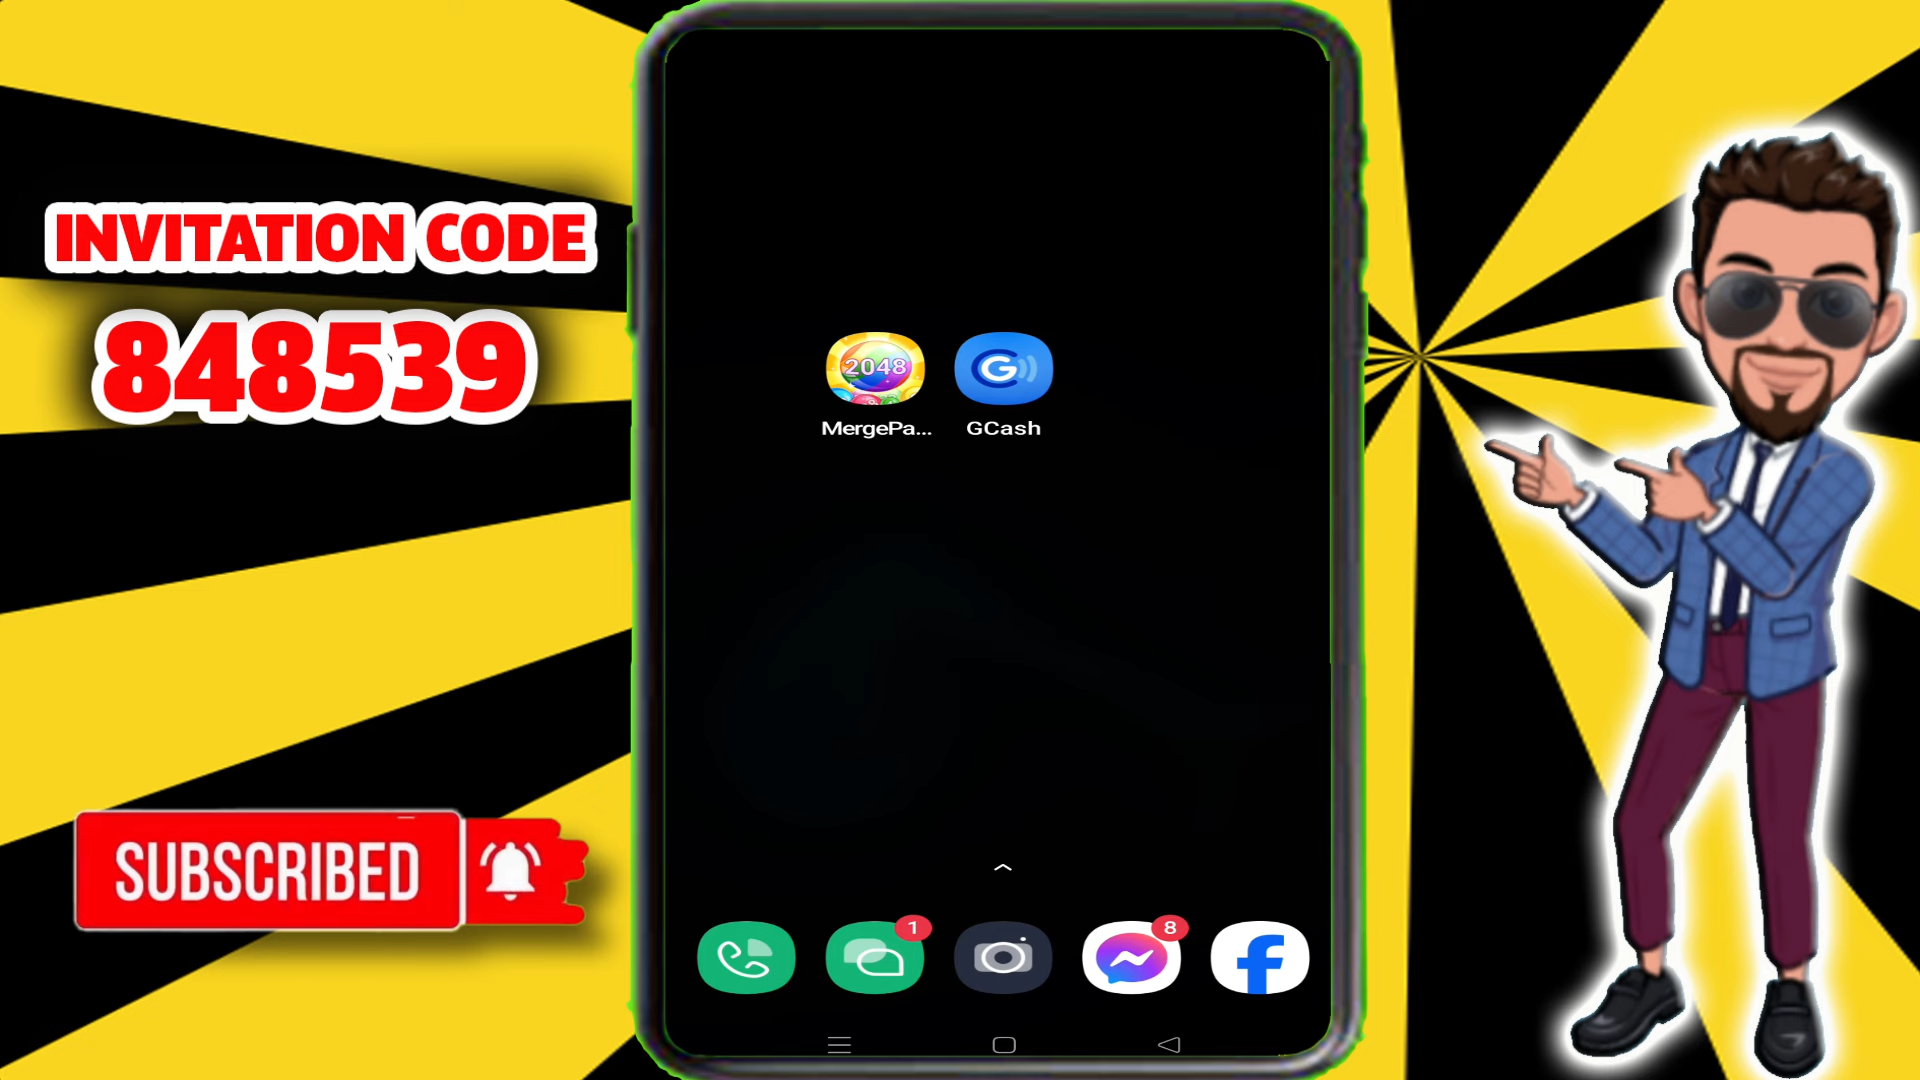 INVITATION CODE
848539
2048
G
MergePa...
GCash
SUBSCRIBED
1
8
f